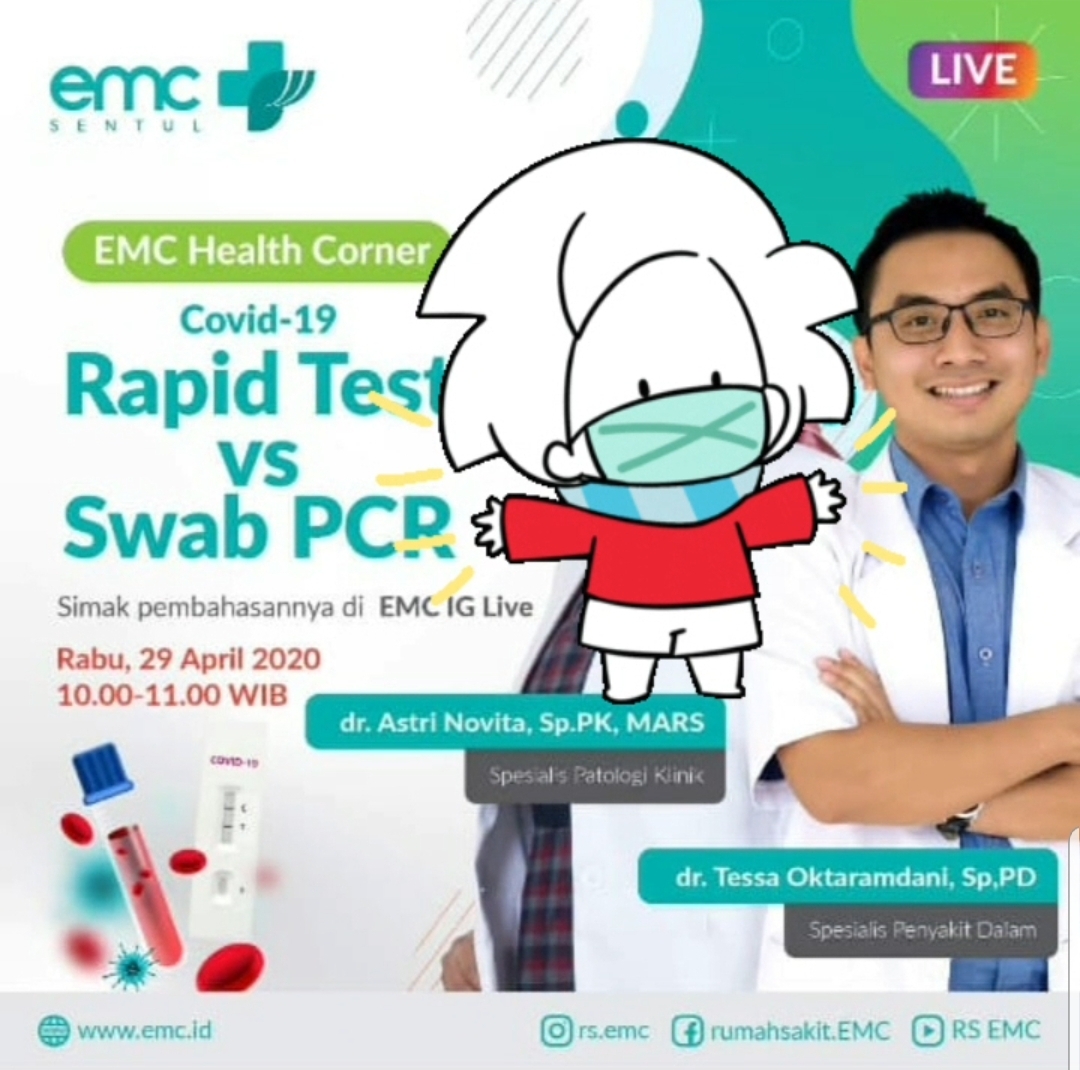 emc
SENTUL
LIVE
EMC Health Corner
Covid-19
Rapid Test
vs
Swab PCR
Simak pembahasannya di EMC IG Live
Rabu, 29 April 2020
10.00-11.00 WIB
dr. Astri Novita, Sp.PK, MARS
Spesialis Patologi Klinik
COVID-19
C
T
dr. Tessa Oktaramdani, Sp,PD
Spesialis Penyakit Dalam
www.emc.id
rs.emc
rumahsakit.EMC
RS EMC